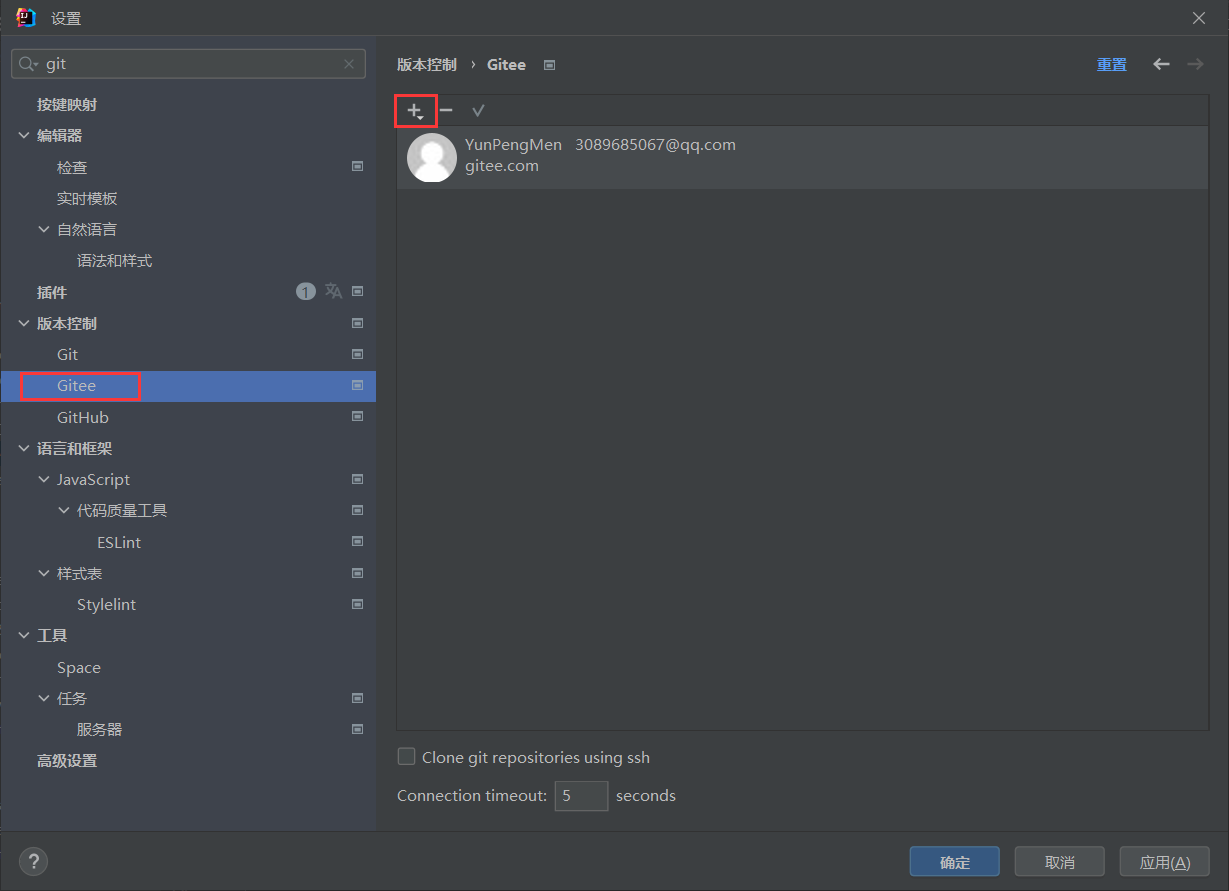 设置
git
按键映射
编辑器
检查
实时模板
自然语言
语法和样式
插件 1
版本控制
Git
Gitee
GitHub
语言和框架
JavaScript
代码质量工具
ESLint
样式表
Stylelint
工具
Space
任务
服务器
高级设置
版本控制 › Gitee 重置
YunPengMen 3089685067@qq.com
gitee.com
Clone git repositories using ssh
Connection timeout: 5 seconds
? 确定 取消 应用(A)